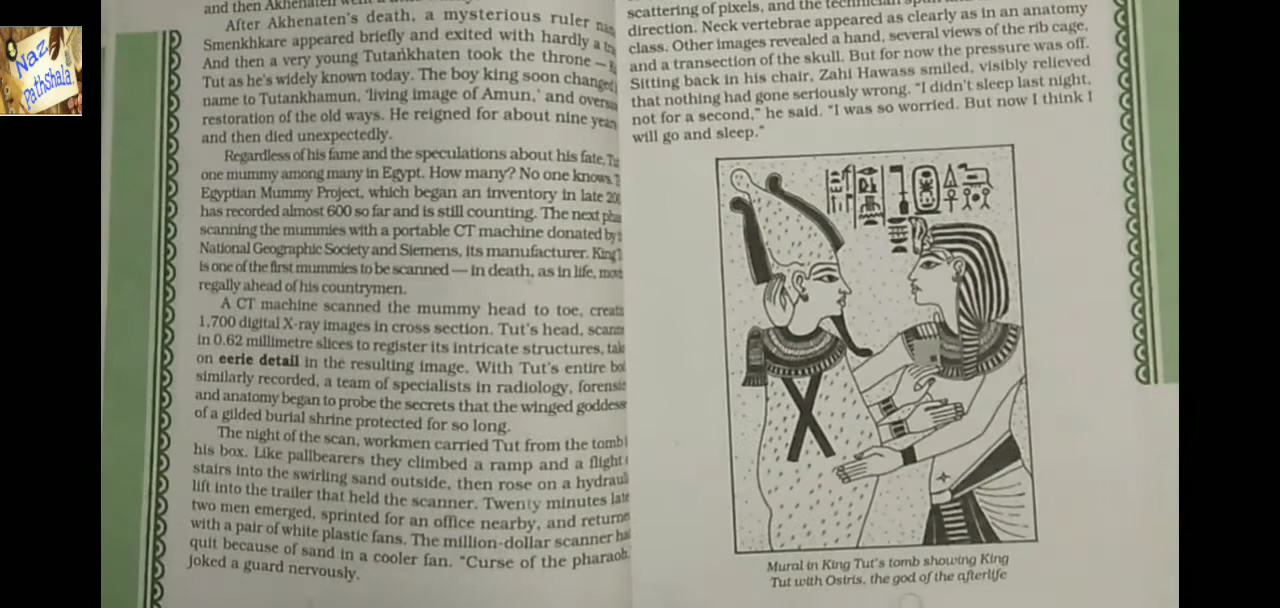 Naz
Pathshala
and then Akhenaten went
After Akhenaten's death, a mysterious ruler
Smenkhkare appeared briefly and exited with hardly a
And then a very young Tutankhaten took the throne —
Tut as he's widely known today. The boy king soon changed
name to Tutankhamun, 'living image of Amun,' and
restoration of the old ways. He reigned for about nine years
and then died unexpectedly.
Regardless of his fame and the speculations about his fate,
one mummy among many in Egypt. How many? No one knows.
Egyptian Mummy Project, which began an inventory in late
has recorded almost 600 so far and is still counting. The next
scanning the mummies with a portable CT machine donated by
National Geographic Society and Siemens, its manufacturer. King
is one of the first mummies to be scanned — in death, as in life,
regally ahead of his countrymen.
A CT machine scanned the mummy head to toe,
1,700 digital X-ray images in cross section. Tut's head,
in 0.62 millimetre slices to register its intricate structures,
on eerie detail in the resulting image. With Tut's entire
similarly recorded, a team of specialists in radiology,
and anatomy began to probe the secrets that the winged goddess
of a gilded burial shrine protected for so long.
The night of the scan, workmen carried Tut from the tomb
his box. Like pallbearers they climbed a ramp and a flight
stairs into the swirling sand outside, then rose on a
lift into the trailer that held the scanner. Twenty minutes
two men emerged, sprinted for an office nearby, and
with a pair of white plastic fans. The million-dollar scanner
quit because of sand in a cooler fan. "Curse of the pharaoh,
joked a guard nervously.
scattering of pixels, and the technician
direction. Neck vertebrae appeared as clearly as in an anatomy
class. Other images revealed a hand, several views of the rib cage,
and a transection of the skull. But for now the pressure was off.
Sitting back in his chair, Zahi Hawass smiled, visibly relieved
that nothing had gone seriously wrong. "I didn't sleep last night,
not for a second," he said. "I was so worried. But now I think I
will go and sleep."
Mural in King Tut's tomb showing King
Tut with Osiris, the god of the afterlife